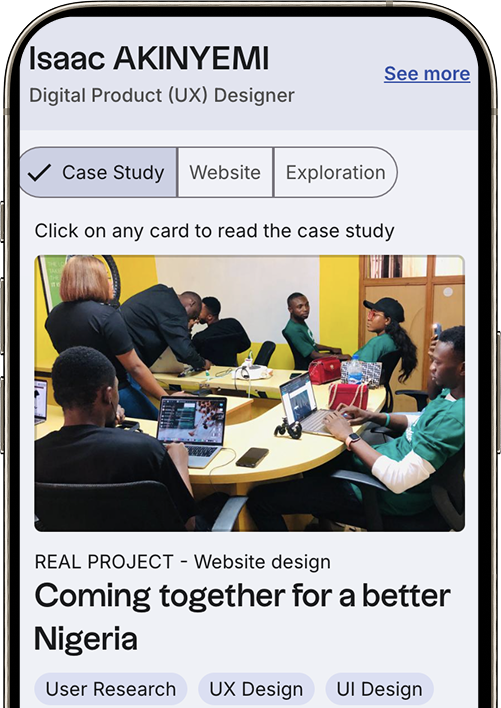 Isaac AKINYEMI
Digital Product (UX) Designer
See more
Case Study
Website
Exploration
Click on any card to read the case study
REAL PROJECT - Website design
Coming together for a better
Nigeria
User Research
UX Design
UI Design